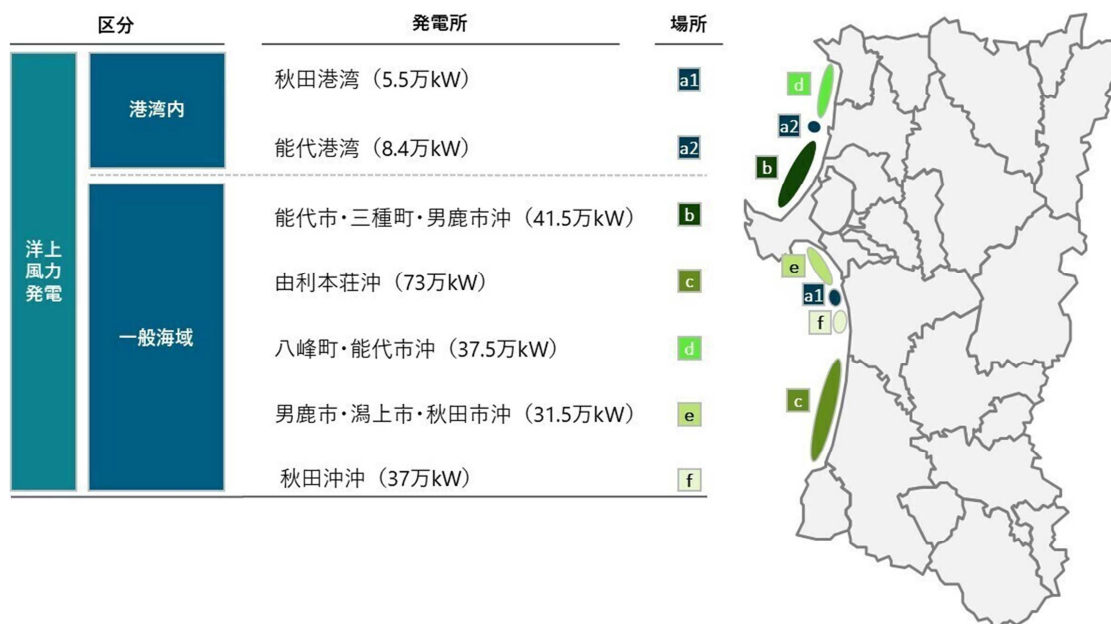 区分 発電所 場所
洋上
風力
発電
港湾内
秋田港湾（5.5万kW） a1
能代港湾（8.4万kW） a2
一般海域
能代市・三種町・男鹿市沖（41.5万kW） b
由利本荘沖（73万kW） c
八峰町・能代市沖（37.5万kW） d
男鹿市・潟上市・秋田市沖（31.5万kW） e
秋田沖沖（37万kW） f
d
a2
b
e
a1
f
c